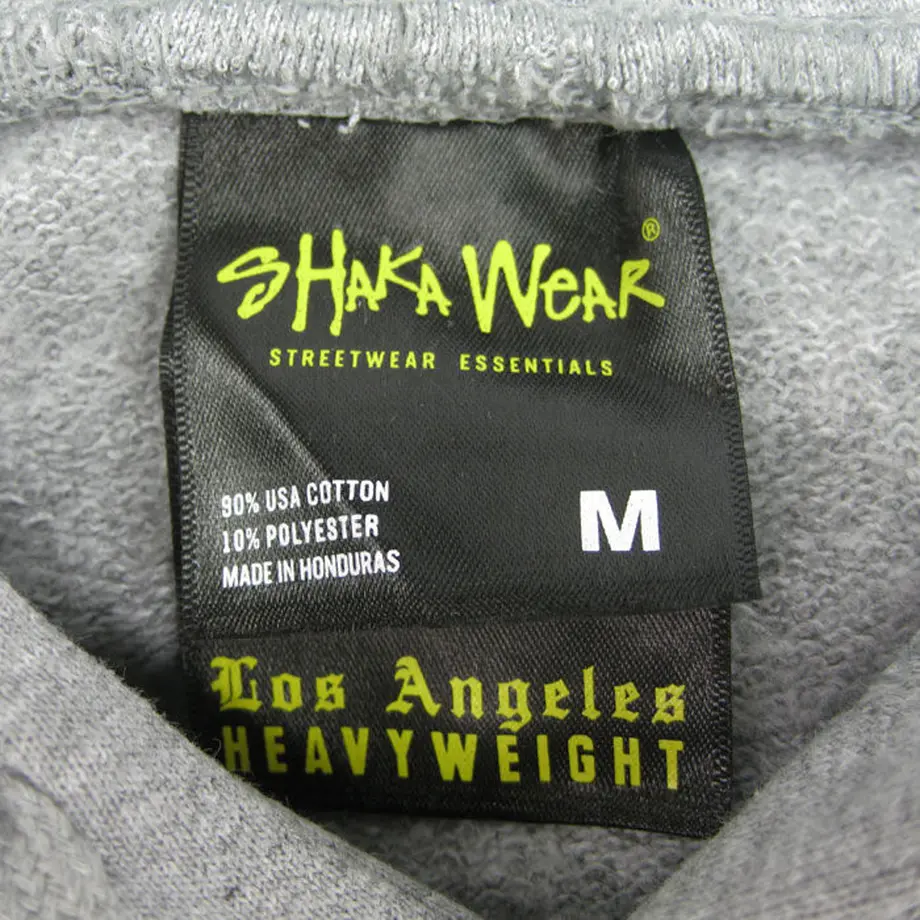 SHAKA WEAR®
STREETWEAR ESSENTIALS
90% USA COTTON
10% POLYESTER
MADE IN HONDURAS
M
Los Angeles
HEAVYWEIGHT